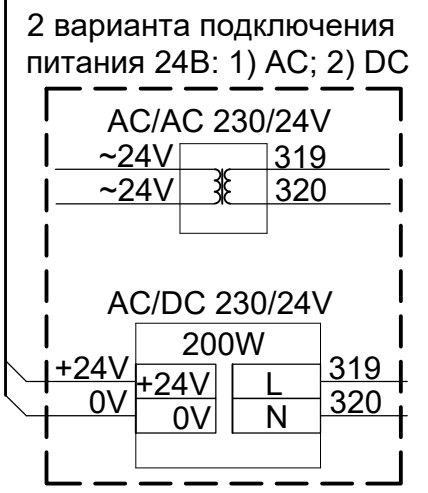 2 варианта подключения
питания 24В: 1) AC; 2) DC
AC/AC 230/24V
~24V 319
~24V 320
AC/DC 230/24V
200W
+24V +24V L 319
0V 0V N 320